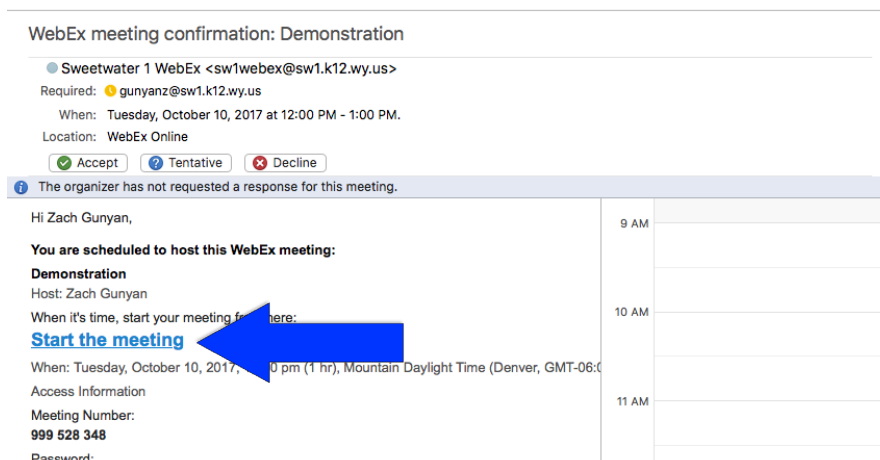 WebEx meeting confirmation: Demonstration
Sweetwater 1 WebEx <sw1webex@sw1.k12.wy.us>
Required: gunyanz@sw1.k12.wy.us
When: Tuesday, October 10, 2017 at 12:00 PM - 1:00 PM.
Location: WebEx Online
Accept Tentative Decline
The organizer has not requested a response for this meeting.
Hi Zach Gunyan,
You are scheduled to host this WebEx meeting:
Demonstration
Host: Zach Gunyan
When it's time, start your meeting here:
Start the meeting
When: Tuesday, October 10, 2017, pm (1 hr), Mountain Daylight Time (Denver, GMT-06:0
Access Information
Meeting Number:
999 528 348
Password:
9 AM
10 AM
11 AM